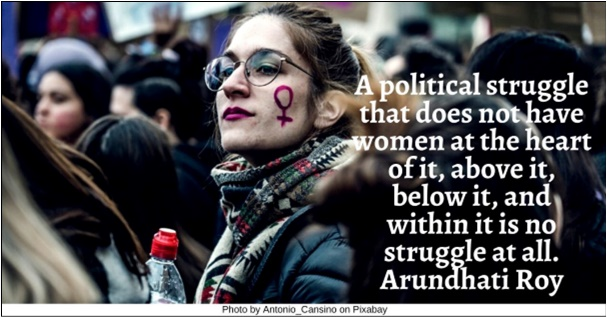 A political struggle
that does not have
women at the heart
of it, above it,
below it, and
within it is no
struggle at all.
Arundhati Roy
Photo by Antonio_Cansino on Pixabay